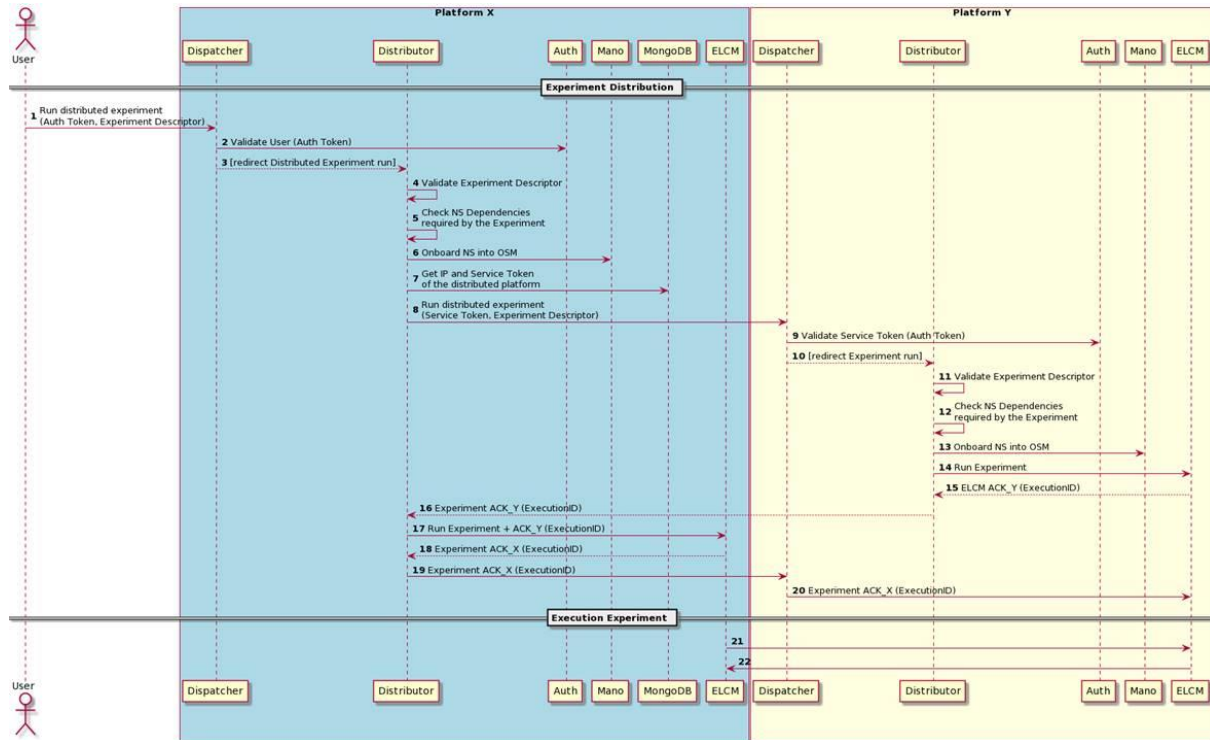 Platform X
Platform Y
User
Dispatcher
Distributor
Auth
Mano
MongoDB
ELCM
Dispatcher
Distributor
Auth
Mano
ELCM
Experiment Distribution
1 Run distributed experiment
(Auth Token, Experiment Descriptor)
2 Validate User (Auth Token)
3 [redirect Distributed Experiment run]
4 Validate Experiment Descriptor
5 Check NS Dependencies
required by the Experiment
6 Onboard NS into OSM
7 Get IP and Service Token
of the distributed platform
8 Run distributed experiment
(Service Token, Experiment Descriptor)
9 Validate Service Token (Auth Token)
10 [redirect Experiment run]
11 Validate Experiment Descriptor
12 Check NS Dependencies
required by the Experiment
13 Onboard NS into OSM
14 Run Experiment
15 ELCM ACK_Y (ExecutionID)
16 Experiment ACK_Y (ExecutionID)
17 Run Experiment + ACK_Y (ExecutionID)
18 Experiment ACK_X (ExecutionID)
19 Experiment ACK_X (ExecutionID)
20 Experiment ACK_X (ExecutionID)
Execution Experiment
21
22
User
Dispatcher
Distributor
Auth
Mano
MongoDB
ELCM
Dispatcher
Distributor
Auth
Mano
ELCM